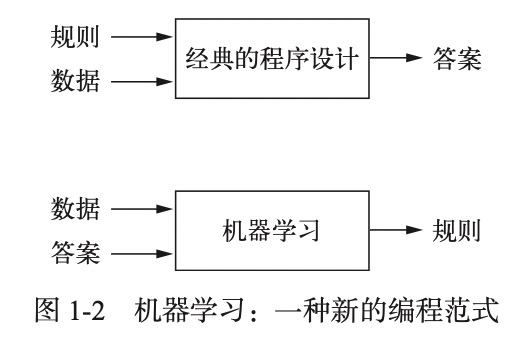 规则
数据
经典的程序设计
答案
数据
答案
机器学习
规则
图 1-2 机器学习：一种新的编程范式